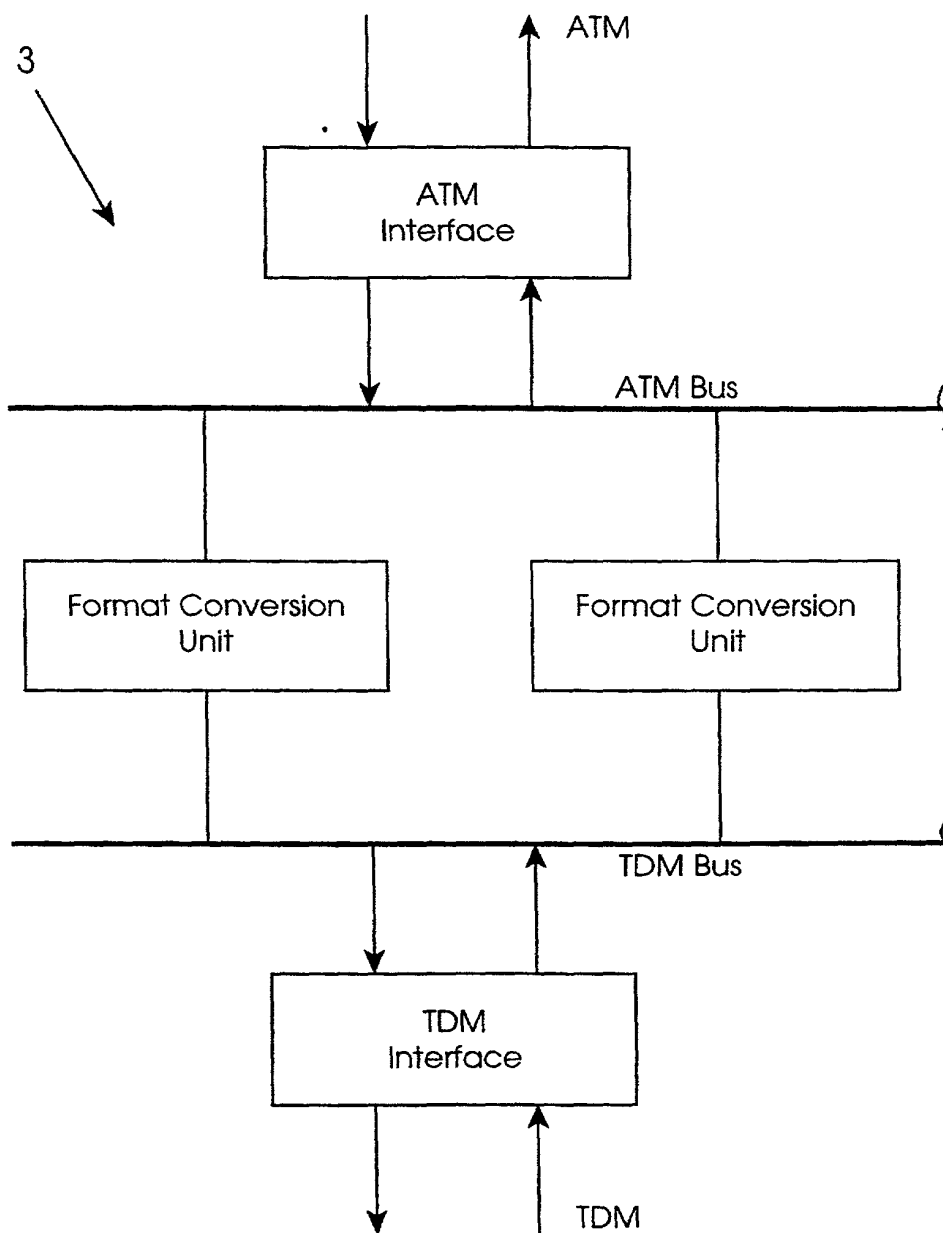 ATM
3
ATM
Interface
ATM Bus
Format Conversion
Unit
Format Conversion
Unit
TDM Bus
TDM
Interface
TDM